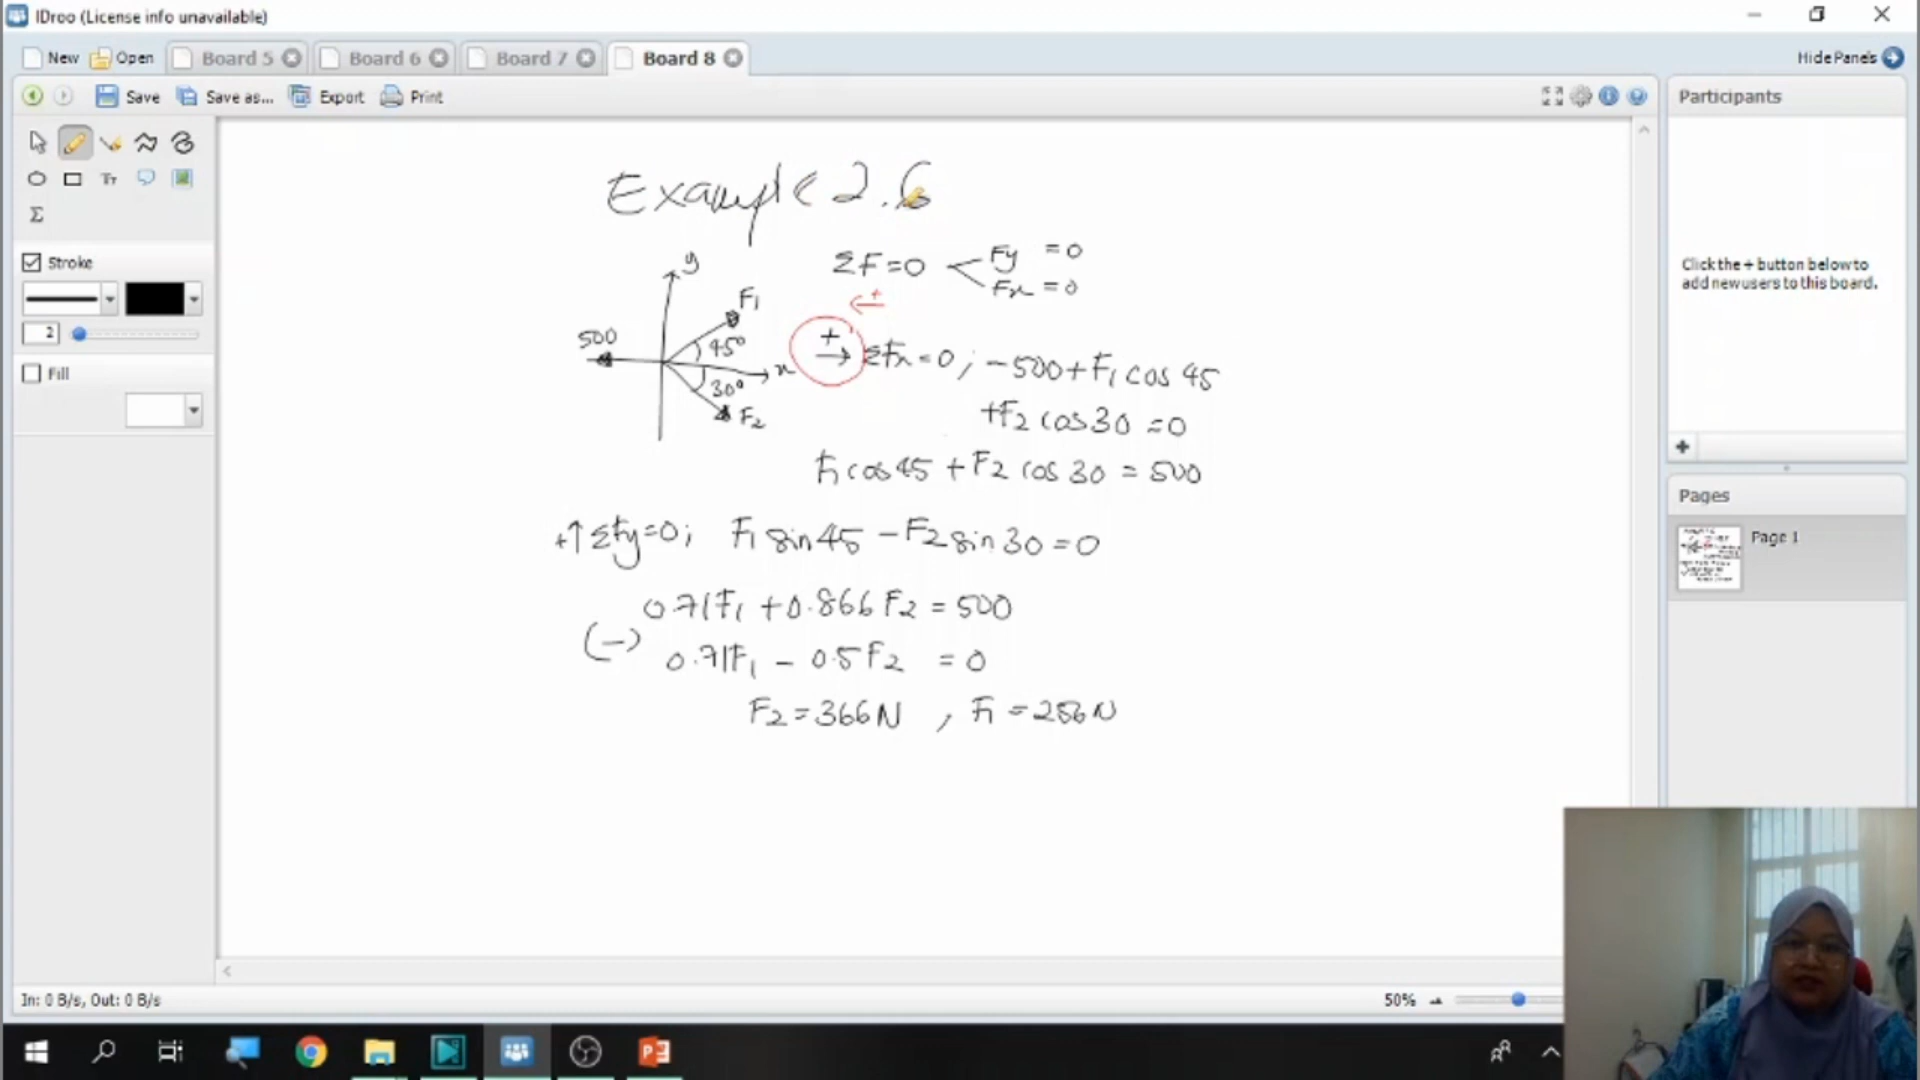 IDroo (License info unavailable)
New Open Board 5 Board 6 Board 7 Board 8 Hide Panels
Save Save as... Export Print
Participants
Click the + button below to
add new users to this board.
Pages
Page 1
Stroke
2
Fill
Example 2.6
ΣF=0 Fy =0
Fx =0
+
y
F1
500
45°
x
30°
F2
+
→ ΣFx=0; -500+F1 cos 45
+F2 cos 30 =0
F1 cos 45 + F2 cos 30 = 500
+↑ ΣFy=0; F1 sin 45 - F2 sin 30 = 0
0.71F1 + 0.866 F2 = 500
(-)
0.71F1 - 0.5 F2 = 0
F2 = 366 N , F1 = 256 N
In: 0 B/s, Out: 0 B/s
50%